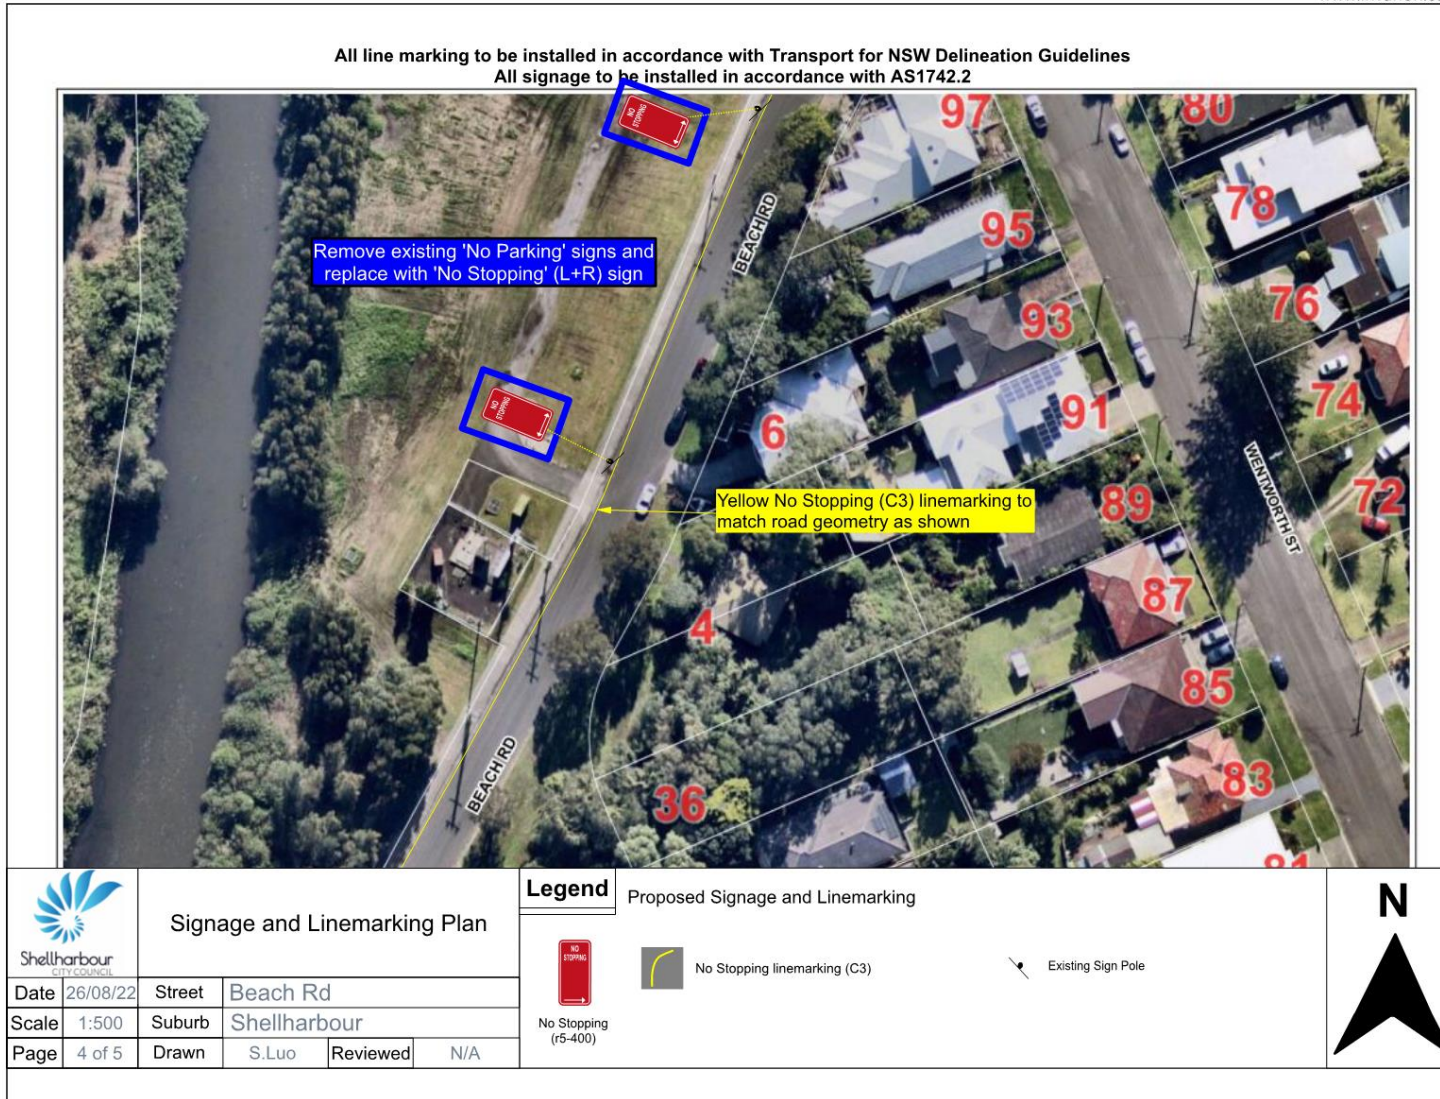 All line marking to be installed in accordance with Transport for NSW Delineation Guidelines
All signage to be installed in accordance with AS1742.2
NO
STOPPING
97
80
BEACH RD
78
95
Remove existing 'No Parking' signs and
replace with 'No Stopping' (L+R) sign
76
93
74
NO
STOPPING
91
6
WENTWORTH ST
72
Yellow No Stopping (C3) linemarking to
match road geometry as shown
89
87
4
85
BEACH RD
83
36
81
Shellharbour
CITY COUNCIL
Signage and Linemarking Plan
Legend
Proposed Signage and Linemarking
NO
STOPPING
No Stopping
(r5-400)
No Stopping linemarking (C3)
Existing Sign Pole
N
Date 26/08/22 Street Beach Rd
Scale 1:500 Suburb Shellharbour
Page 4 of 5 Drawn S.Luo Reviewed N/A